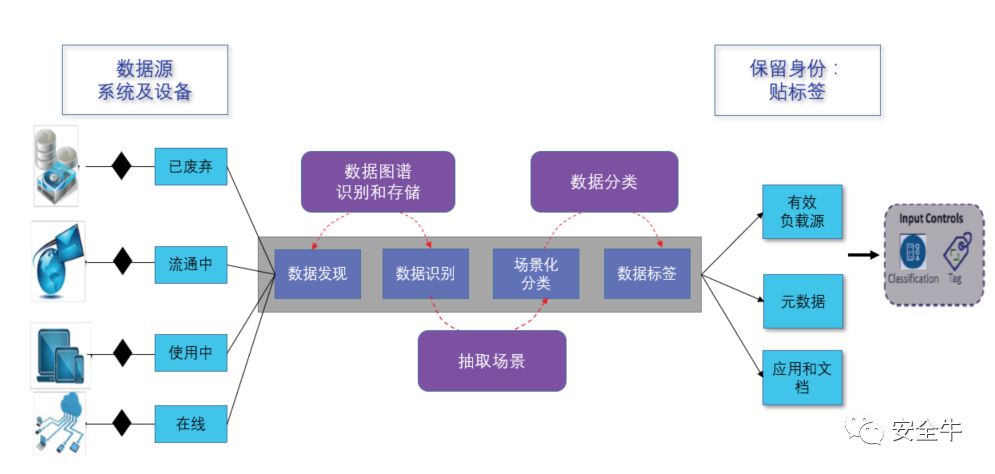 数据源
系统及设备
保留身份：
贴标签
已废弃
流通中
使用中
在线
数据图谱
识别和存储
数据分类
数据发现
数据识别
场景化
分类
数据标签
抽取场景
有效
负载源
元数据
应用和文
档
Input Controls
Classification
Tag
安全牛